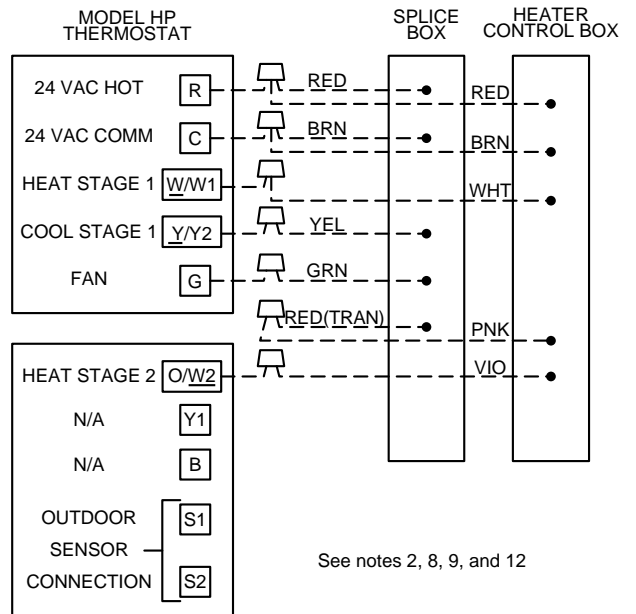 MODEL HP
THERMOSTAT
SPLICE
BOX
HEATER
CONTROL BOX
24 VAC HOT R RED RED
24 VAC COMM C BRN BRN
HEAT STAGE 1 W/W1 WHT
COOL STAGE 1 Y/Y2 YEL
FAN G GRN
RED(TRAN) PNK
HEAT STAGE 2 O/W2 VIO
N/A Y1
N/A B
OUTDOOR S1
SENSOR
CONNECTION S2
See notes 2, 8, 9, and 12